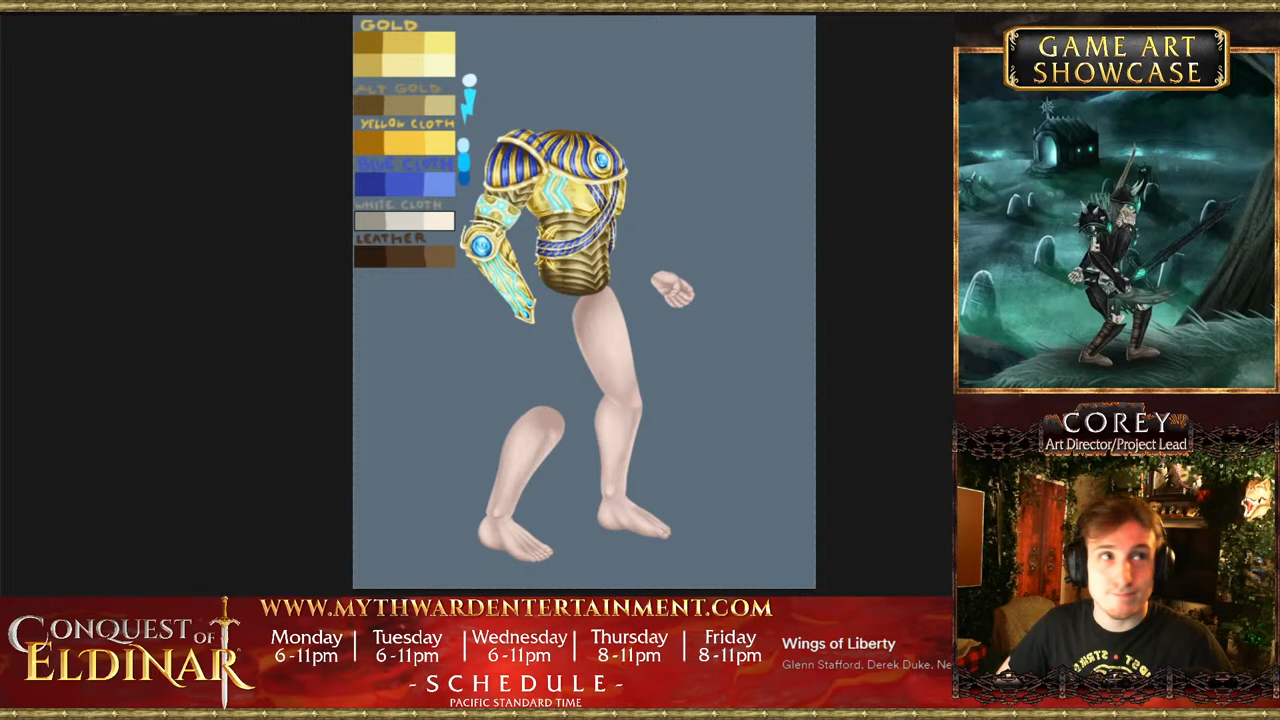 GOLD
ALT GOLD
YELLOW CLOTH
BLUE CLOTH
WHITE CLOTH
LEATHER
GAME ART
SHOWCASE
COREY
Art Director/Project Lead
CONQUEST OF
ELDINAR
WWW.MYTHWARDENTERTAINMENT.COM
Monday | Tuesday | Wednesday | Thursday | Friday
6-11pm | 6-11pm | 6-11pm | 8-11pm | 8-11pm
- SCHEDULE -
PACIFIC STANDARD TIME
Wings of Liberty
Glenn Stafford, Derek Duke, Ne